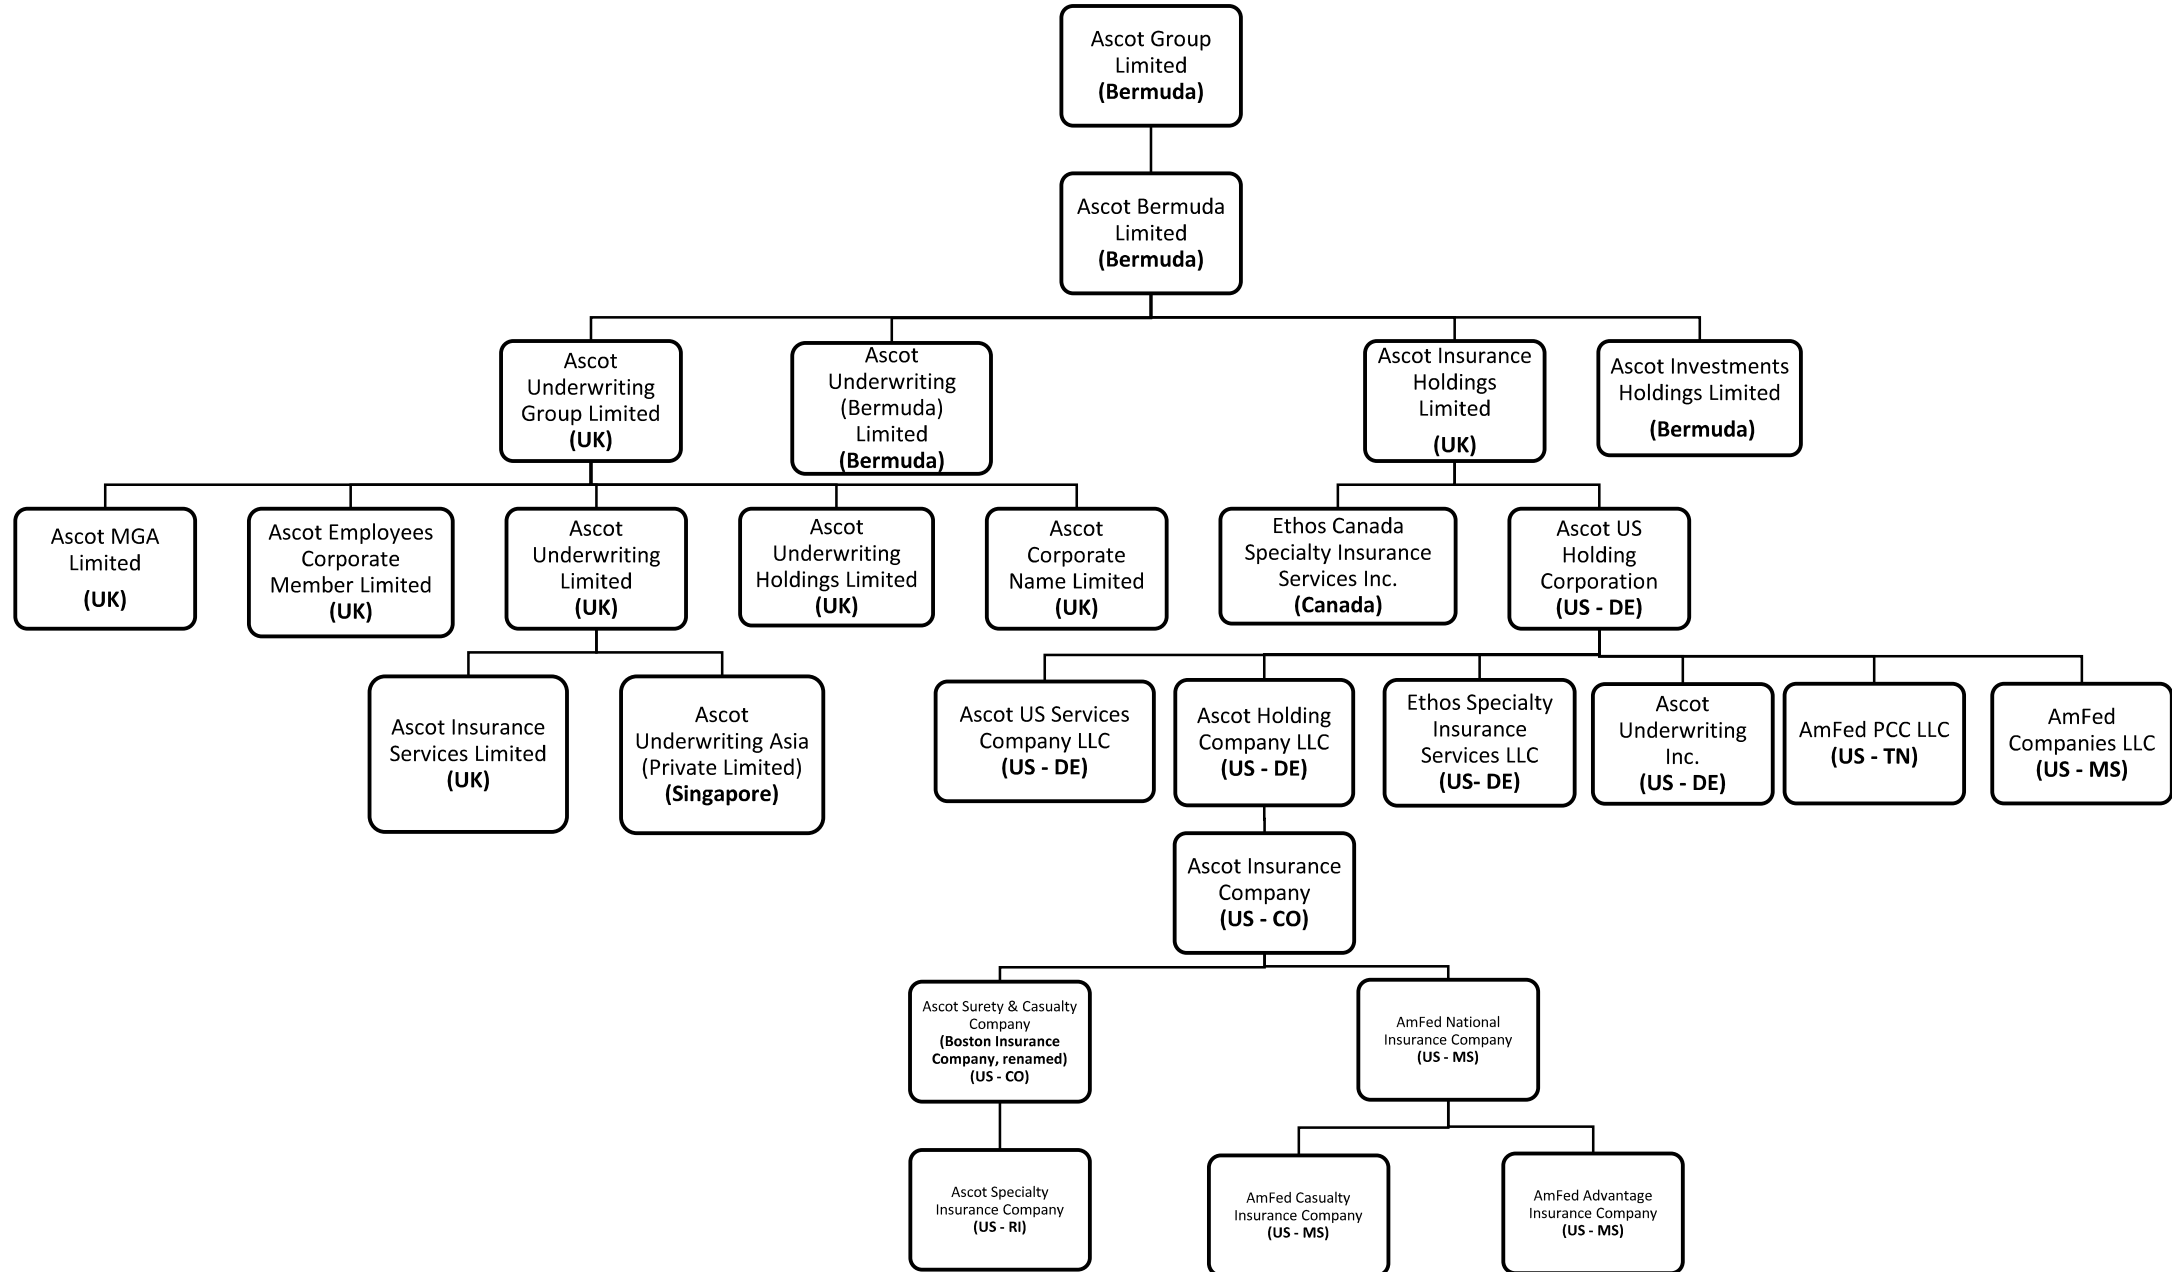 Ascot Group
Limited
(Bermuda)
Ascot Bermuda
Limited
(Bermuda)
Ascot
Underwriting
Group Limited
(UK)
Ascot
Underwriting
(Bermuda)
Limited
(Bermuda)
Ascot Insurance
Holdings
Limited
(UK)
Ascot Investments
Holdings Limited
(Bermuda)
Ascot MGA
Limited
(UK)
Ascot Employees
Corporate
Member Limited
(UK)
Ascot
Underwriting
Limited
(UK)
Ascot
Underwriting
Holdings Limited
(UK)
Ascot
Corporate
Name Limited
(UK)
Ethos Canada
Specialty Insurance
Services Inc.
(Canada)
Ascot US
Holding
Corporation
(US - DE)
Ascot Insurance
Services Limited
(UK)
Ascot
Underwriting Asia
(Private Limited)
(Singapore)
Ascot US Services
Company LLC
(US - DE)
Ascot Holding
Company LLC
(US - DE)
Ethos Specialty
Insurance
Services LLC
(US- DE)
Ascot
Underwriting
Inc.
(US - DE)
AmFed PCC LLC
(US - TN)
AmFed
Companies LLC
(US - MS)
Ascot Insurance
Company
(US - CO)
Ascot Surety & Casualty
Company
(Boston Insurance
Company, renamed)
(US - CO)
AmFed National
Insurance Company
(US - MS)
Ascot Specialty
Insurance Company
(US - RI)
AmFed Casualty
Insurance Company
(US - MS)
AmFed Advantage
Insurance Company
(US - MS)